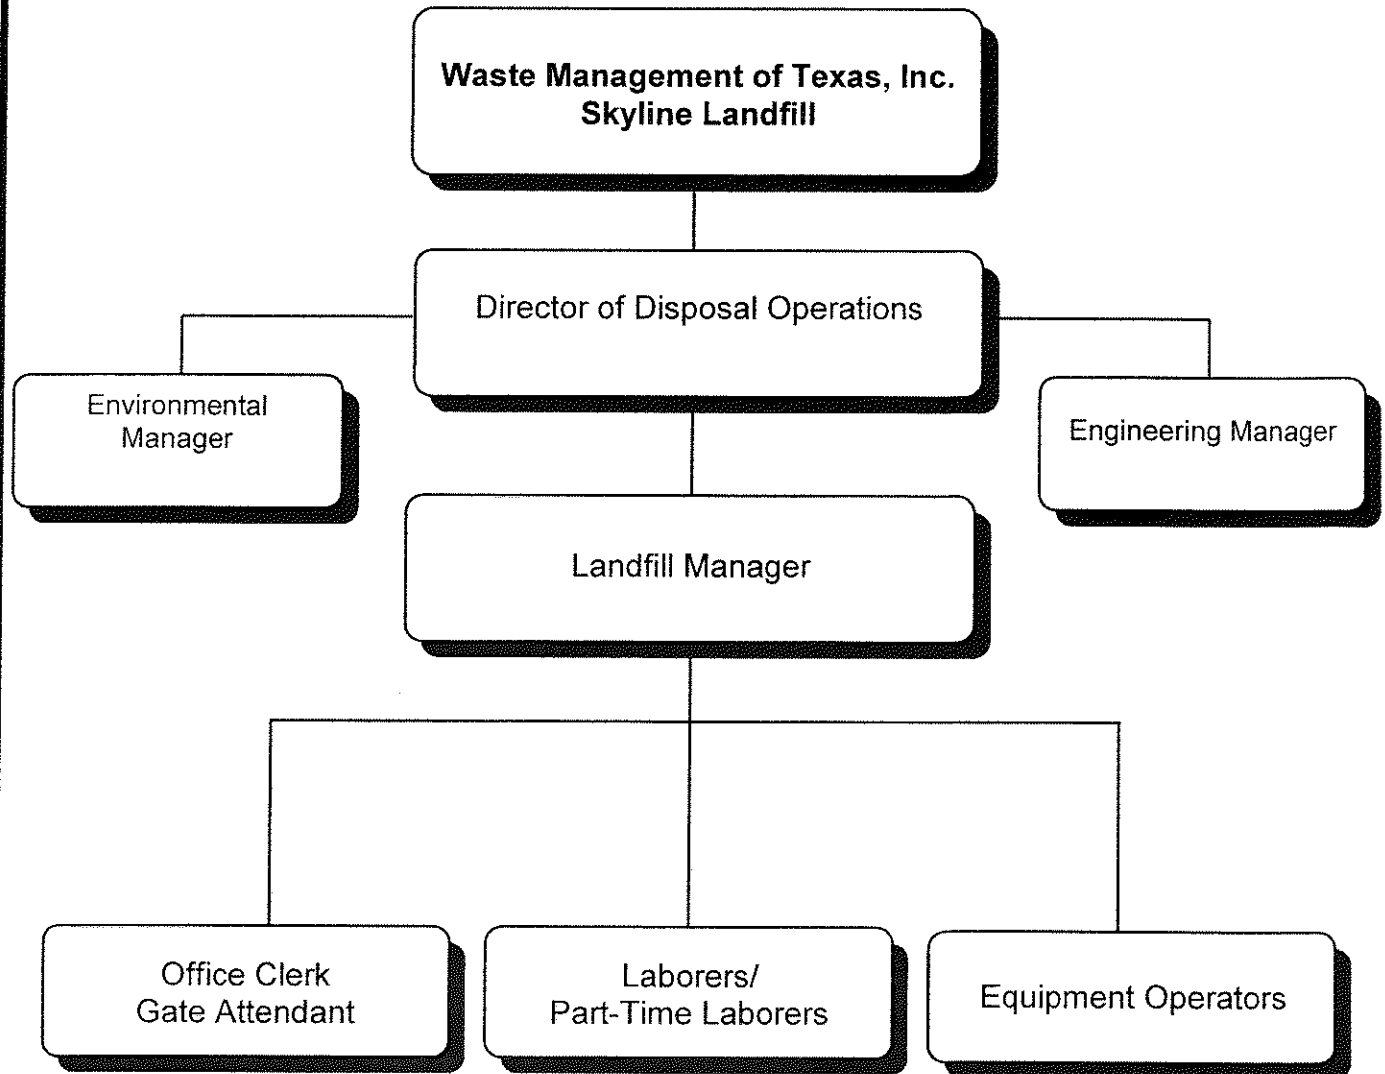 Waste Management of Texas, Inc.
Skyline Landfill
Director of Disposal Operations
Environmental
Manager
Engineering Manager
Landfill Manager
Office Clerk
Gate Attendant
Laborers/
Part-Time Laborers
Equipment Operators